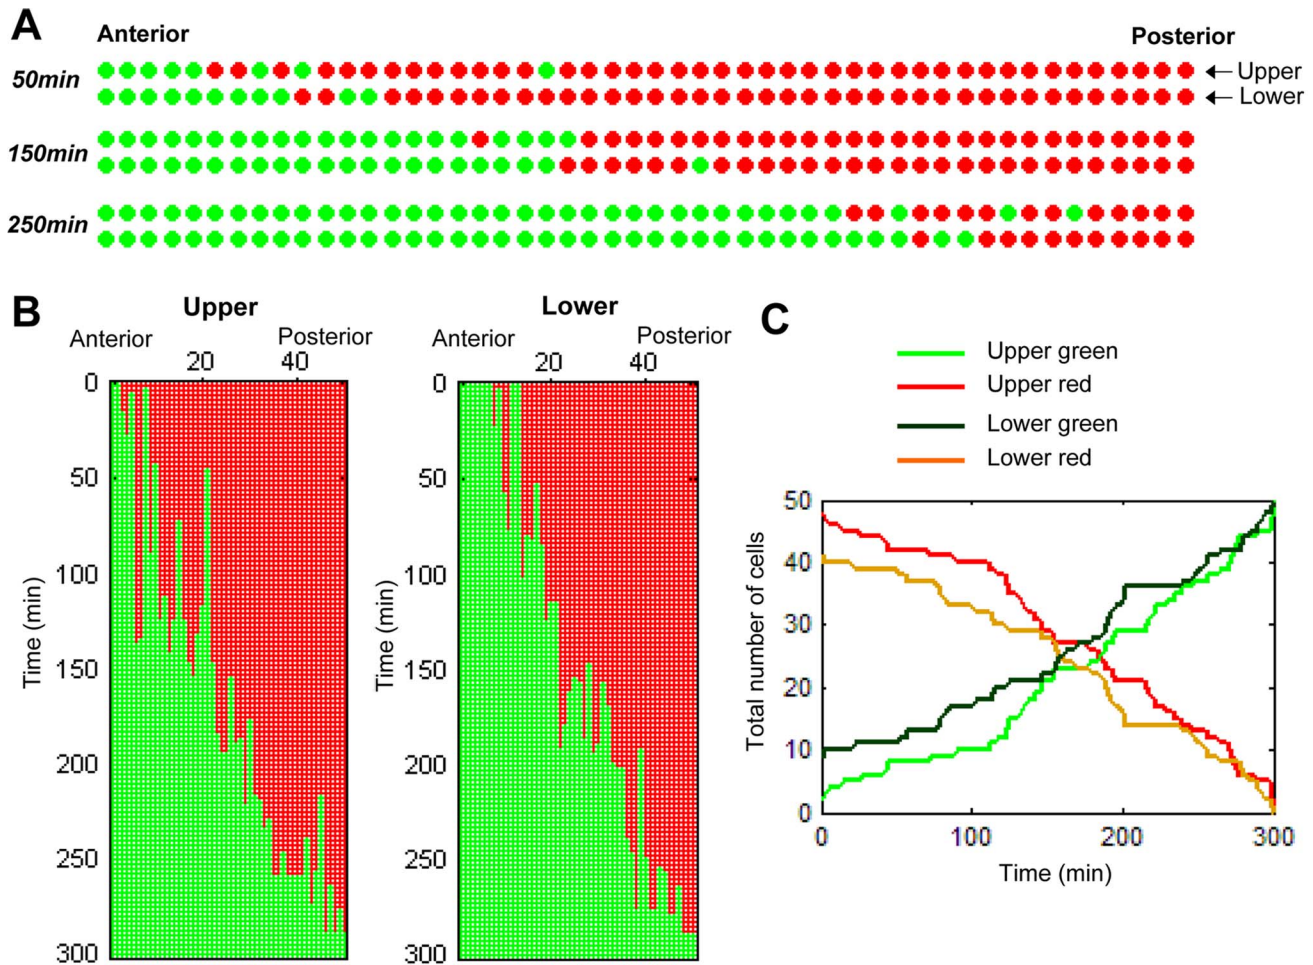 A
Anterior Posterior
50min
Upper
Lower
150min
250min
B
Upper
Anterior Posterior
20 40
0
50
100
150
200
250
300
Time (min)
Lower
Anterior Posterior
20 40
0
50
100
150
200
250
300
Time (min)
C
Upper green
Upper red
Lower green
Lower red
50
40
30
20
10
0
Total number of cells
0 100 200 300
Time (min)